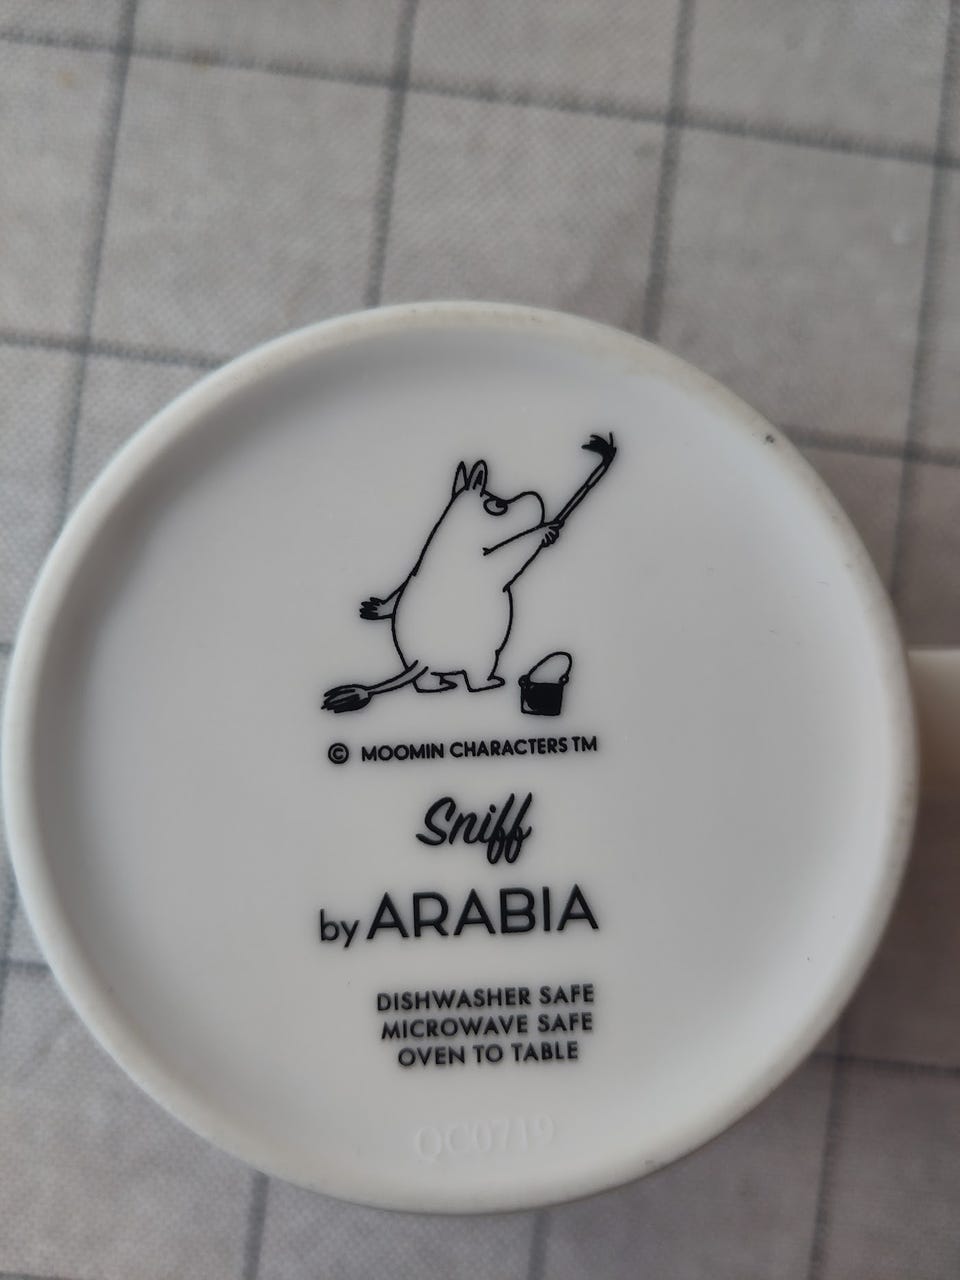 © MOOMIN CHARACTERS TM
Sniff
by ARABIA
DISHWASHER SAFE
MICROWAVE SAFE
OVEN TO TABLE
QC0719